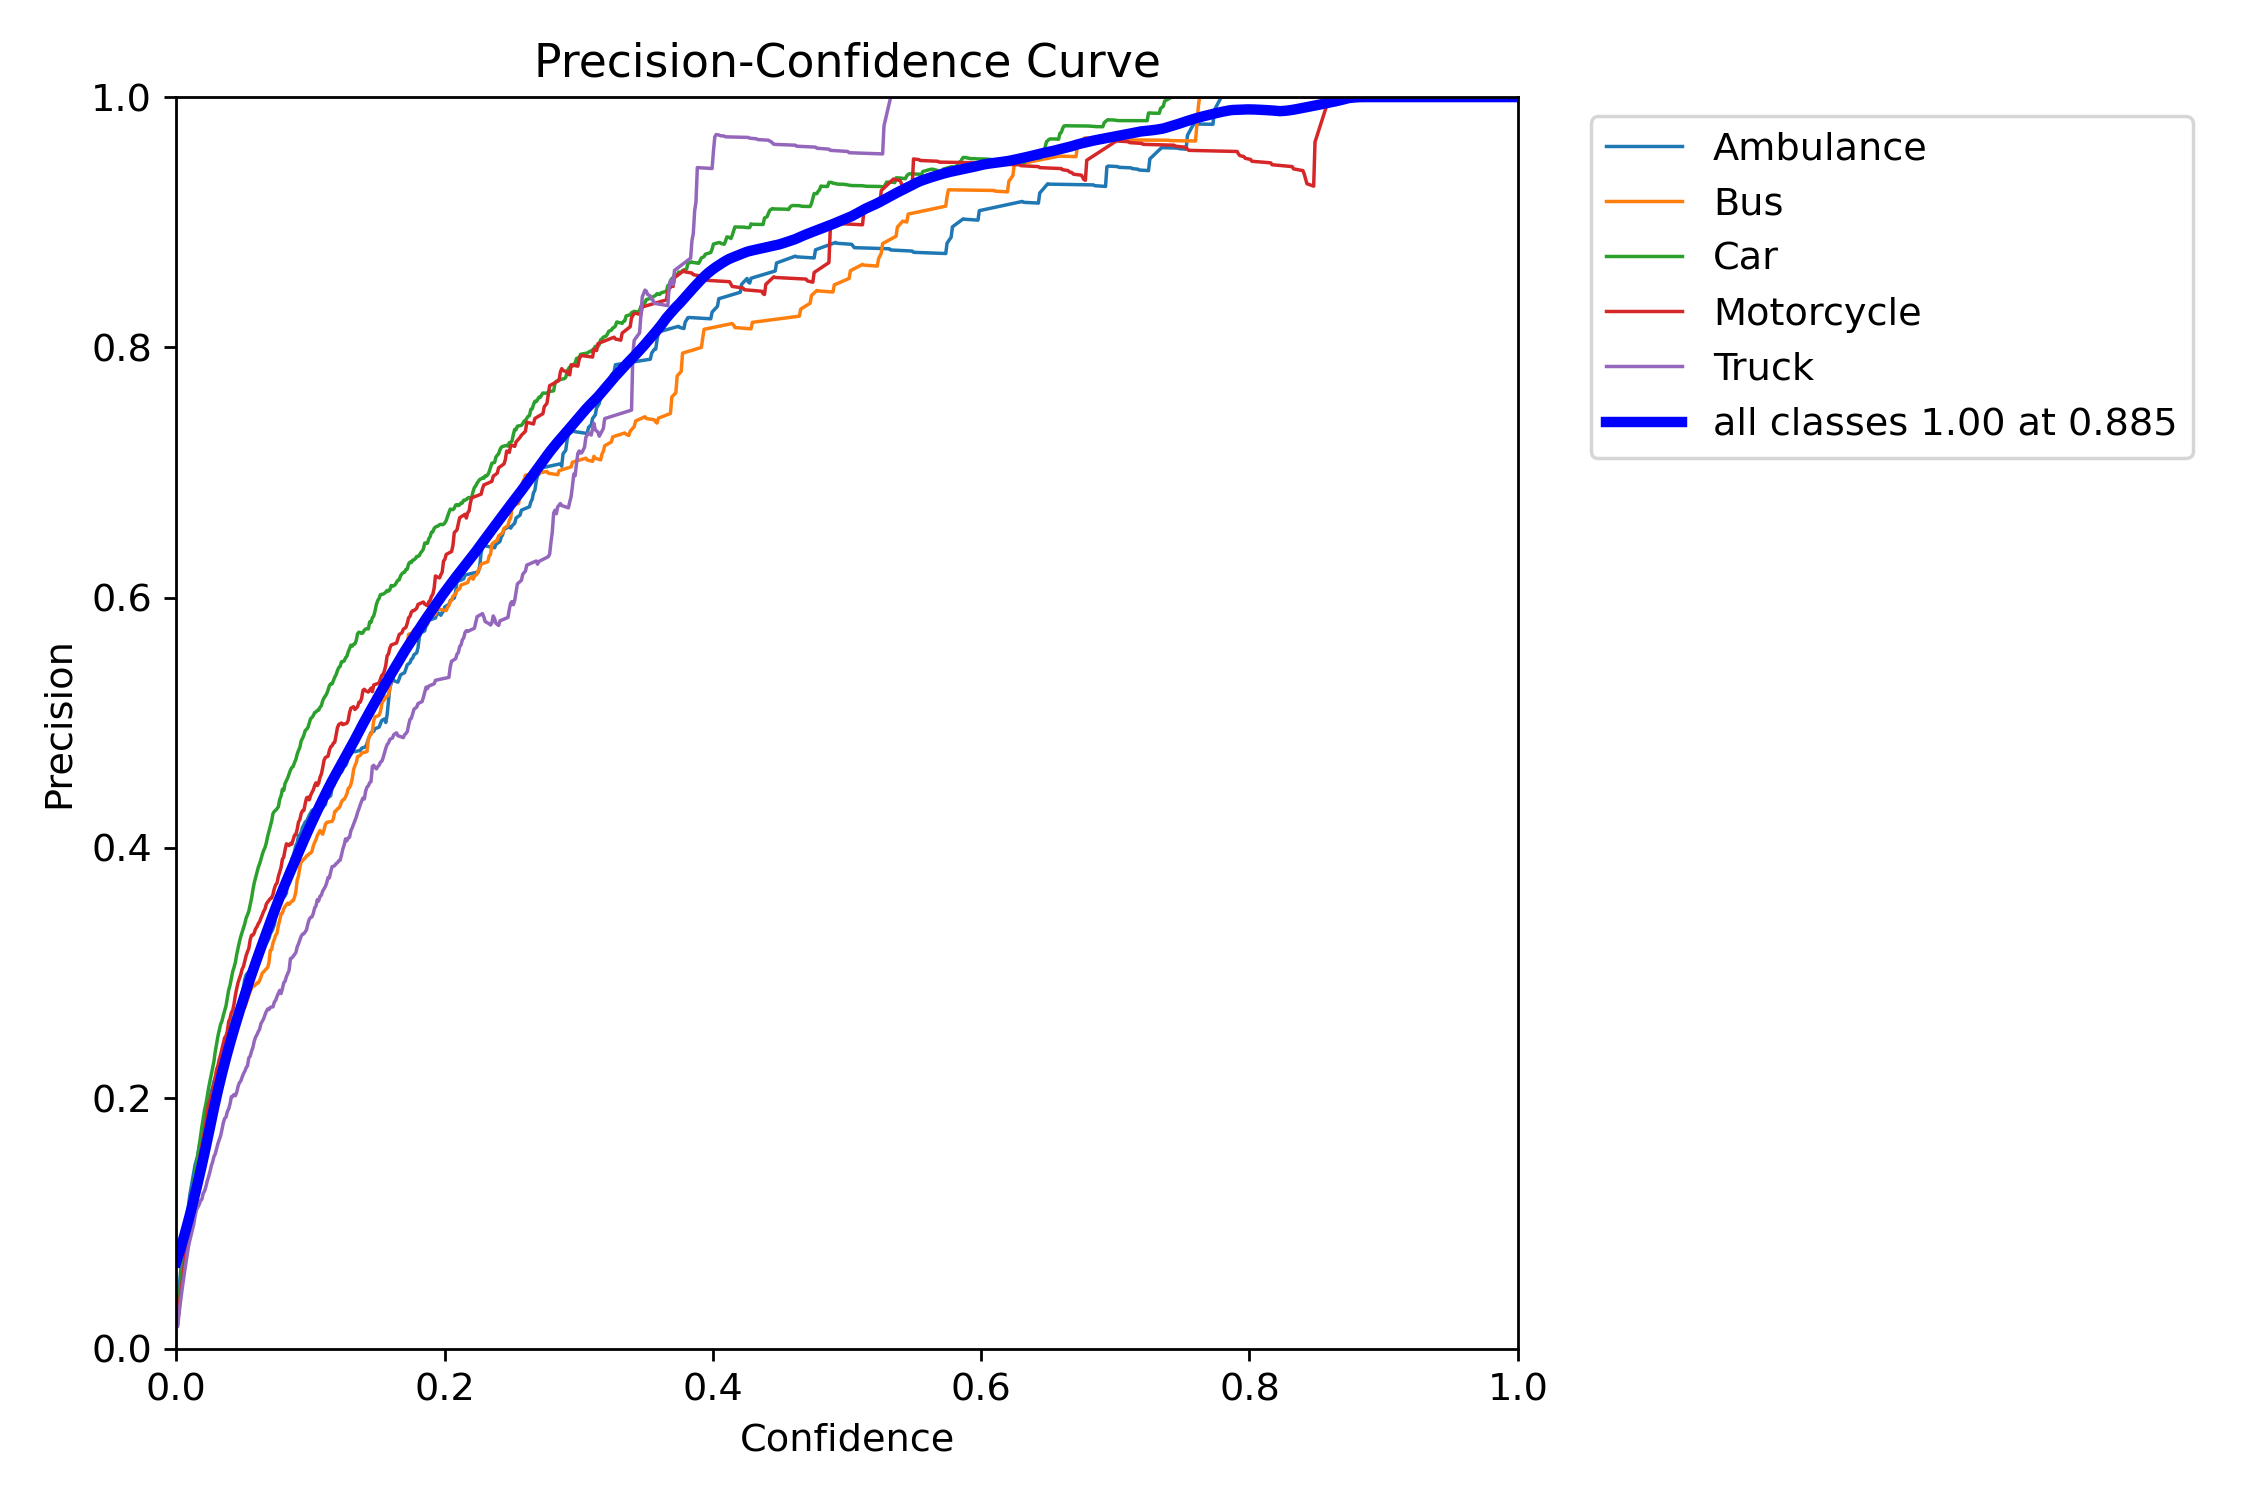 Precision-Confidence Curve
1.0
0.8
0.6
0.4
0.2
0.0
Precision
0.0 0.2 0.4 0.6 0.8 1.0
Confidence
Ambulance
Bus
Car
Motorcycle
Truck
all classes 1.00 at 0.885